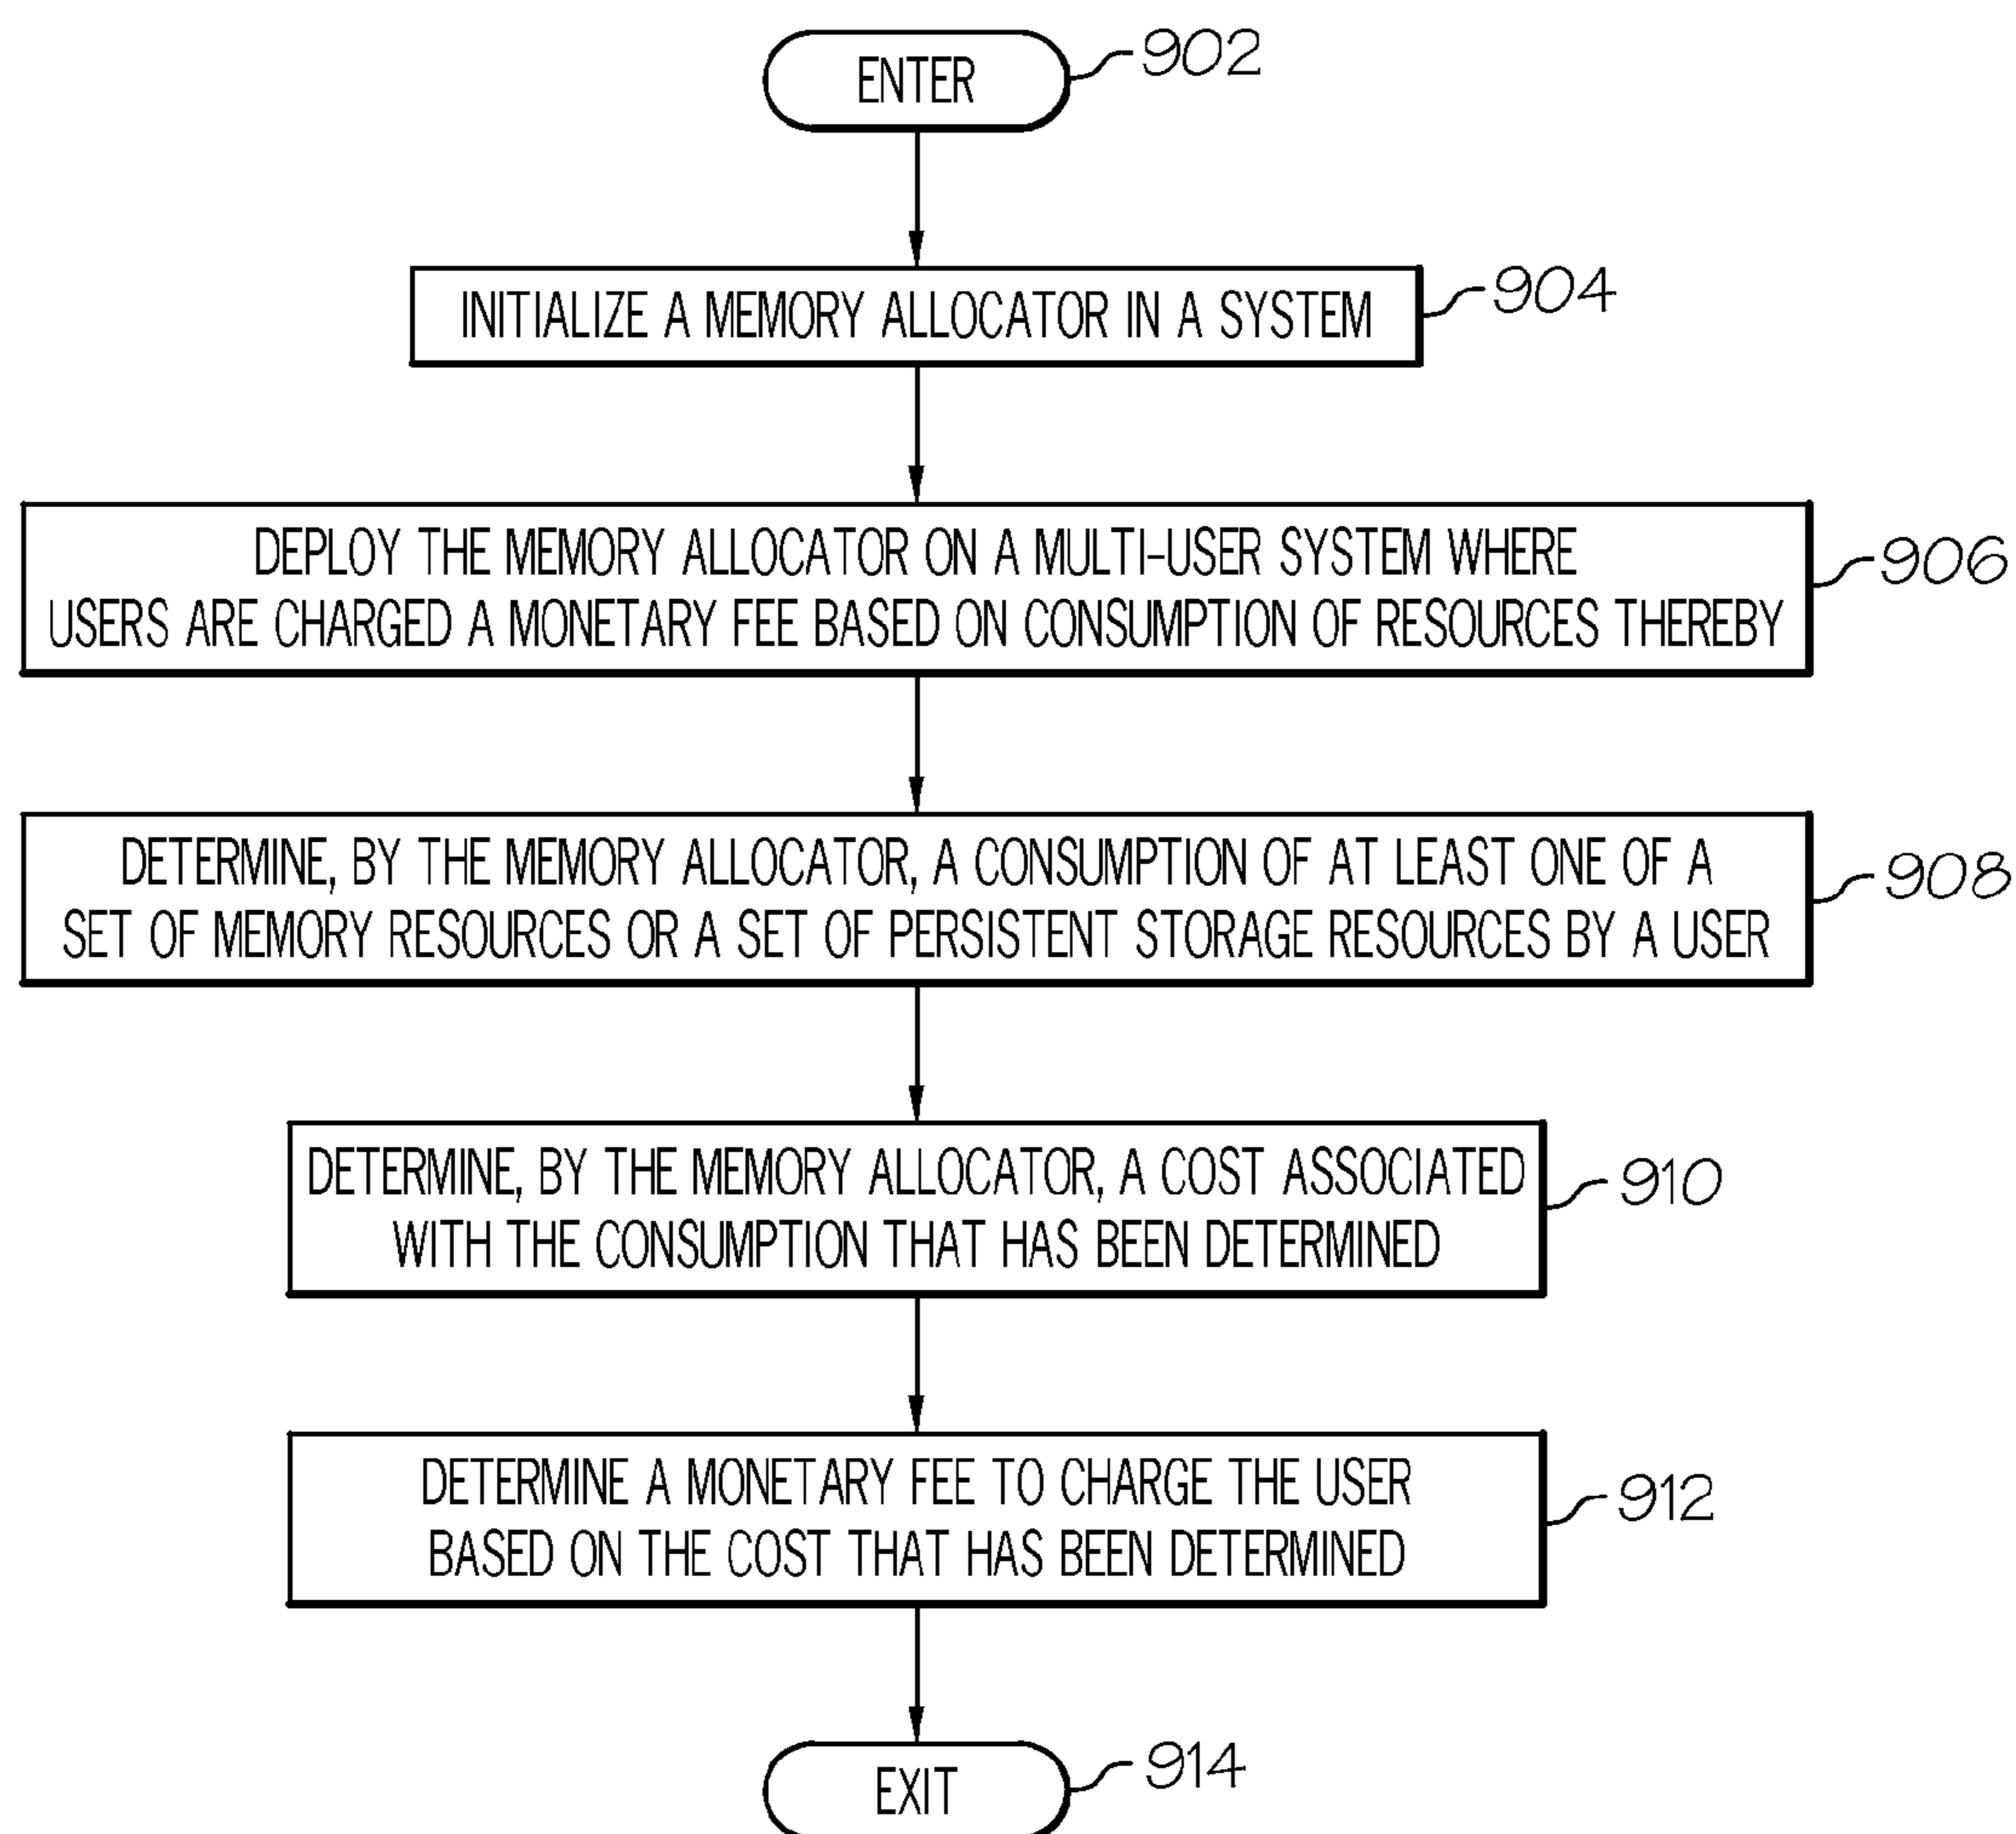 ENTER
902
INITIALIZE A MEMORY ALLOCATOR IN A SYSTEM
904
DEPLOY THE MEMORY ALLOCATOR ON A MULTI-USER SYSTEM WHERE
USERS ARE CHARGED A MONETARY FEE BASED ON CONSUMPTION OF RESOURCES THEREBY
906
DETERMINE, BY THE MEMORY ALLOCATOR, A CONSUMPTION OF AT LEAST ONE OF A
SET OF MEMORY RESOURCES OR A SET OF PERSISTENT STORAGE RESOURCES BY A USER
908
DETERMINE, BY THE MEMORY ALLOCATOR, A COST ASSOCIATED
WITH THE CONSUMPTION THAT HAS BEEN DETERMINED
910
DETERMINE A MONETARY FEE TO CHARGE THE USER
BASED ON THE COST THAT HAS BEEN DETERMINED
912
EXIT
914